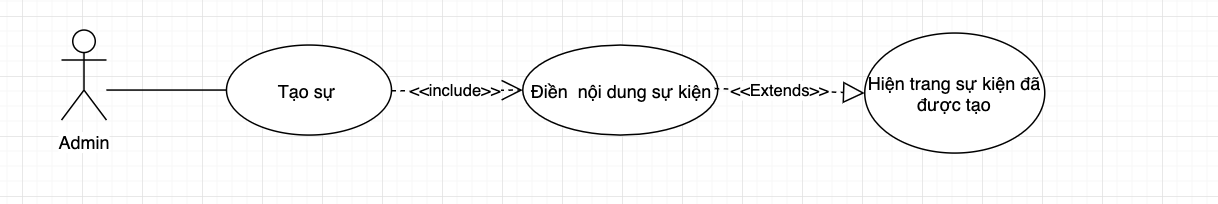 Tạo sự
<<include>>
Điền nội dung sự kiện
<<Extends>>
Hiện trang sự kiện đã
được tạo
Admin